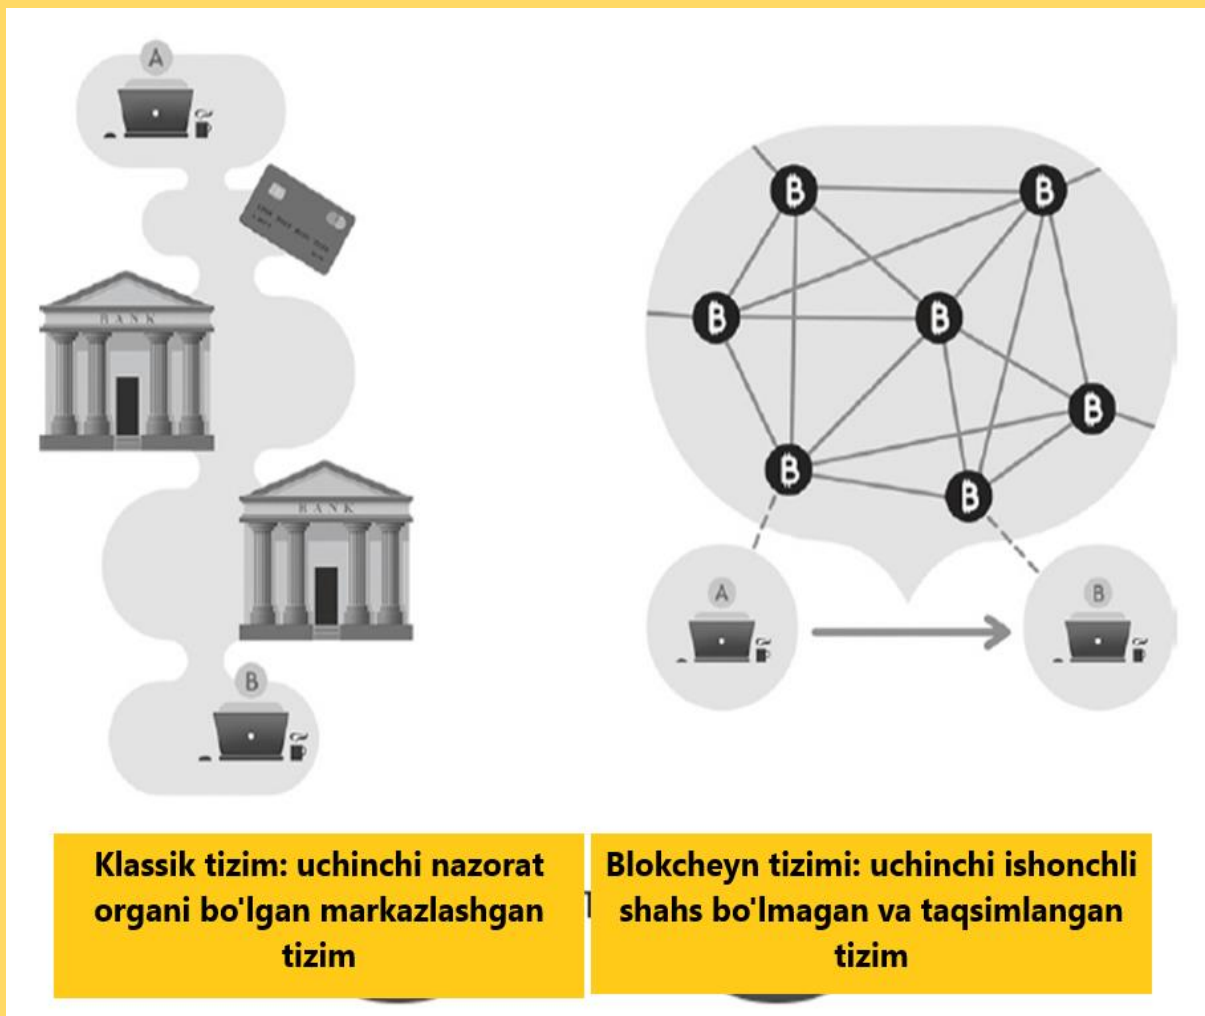 A
BANK
BANK
B
A
B
Klassik tizim: uchinchi nazorat
organi bo'lgan markazlashgan
tizim
Blokcheyn tizimi: uchinchi ishonchli
shahs bo'lmagan va taqsimlangan
tizim